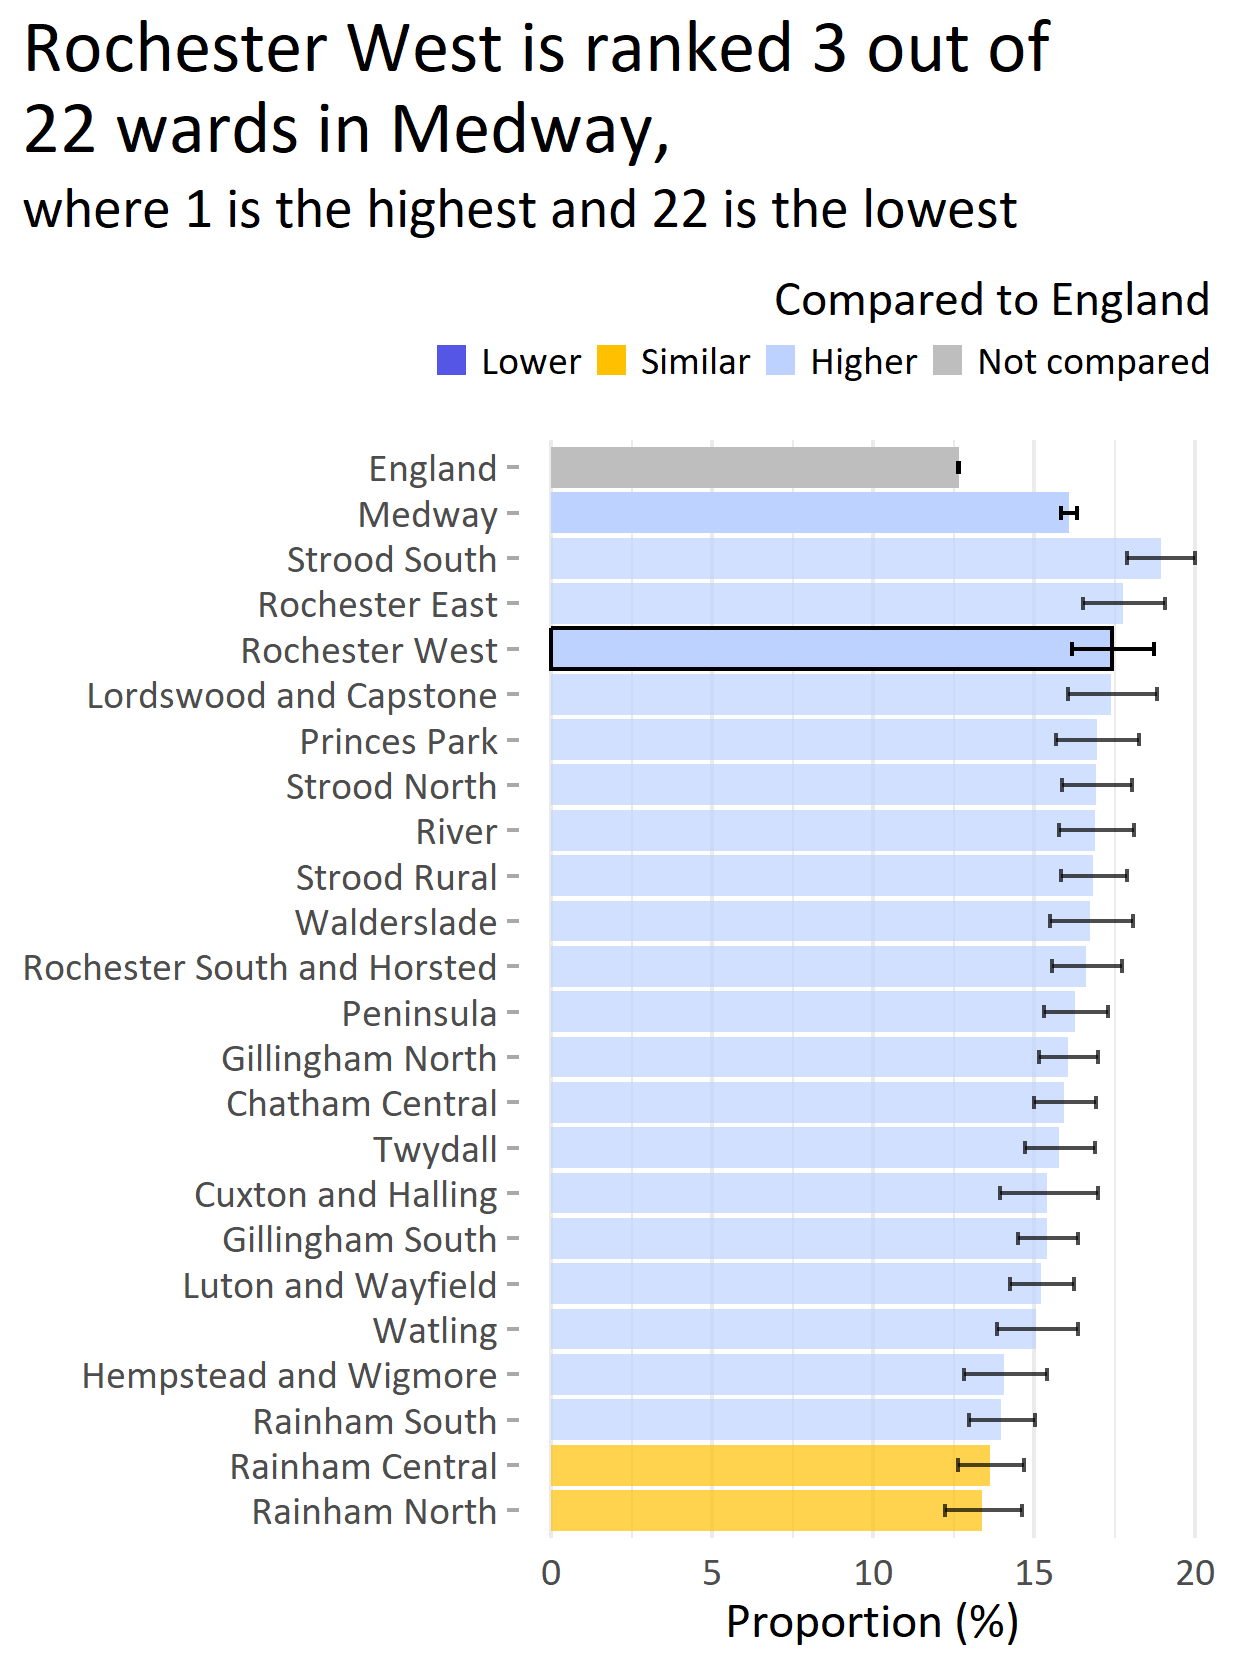 Rochester West is ranked 3 out of
22 wards in Medway,
where 1 is the highest and 22 is the lowest
Compared to England
Lower Similar Higher Not compared
England
Medway
Strood South
Rochester East
Rochester West
Lordswood and Capstone
Princes Park
Strood North
River
Strood Rural
Walderslade
Rochester South and Horsted
Peninsula
Gillingham North
Chatham Central
Twydall
Cuxton and Halling
Gillingham South
Luton and Wayfield
Watling
Hempstead and Wigmore
Rainham South
Rainham Central
Rainham North
0 5 10 15 20
Proportion (%)